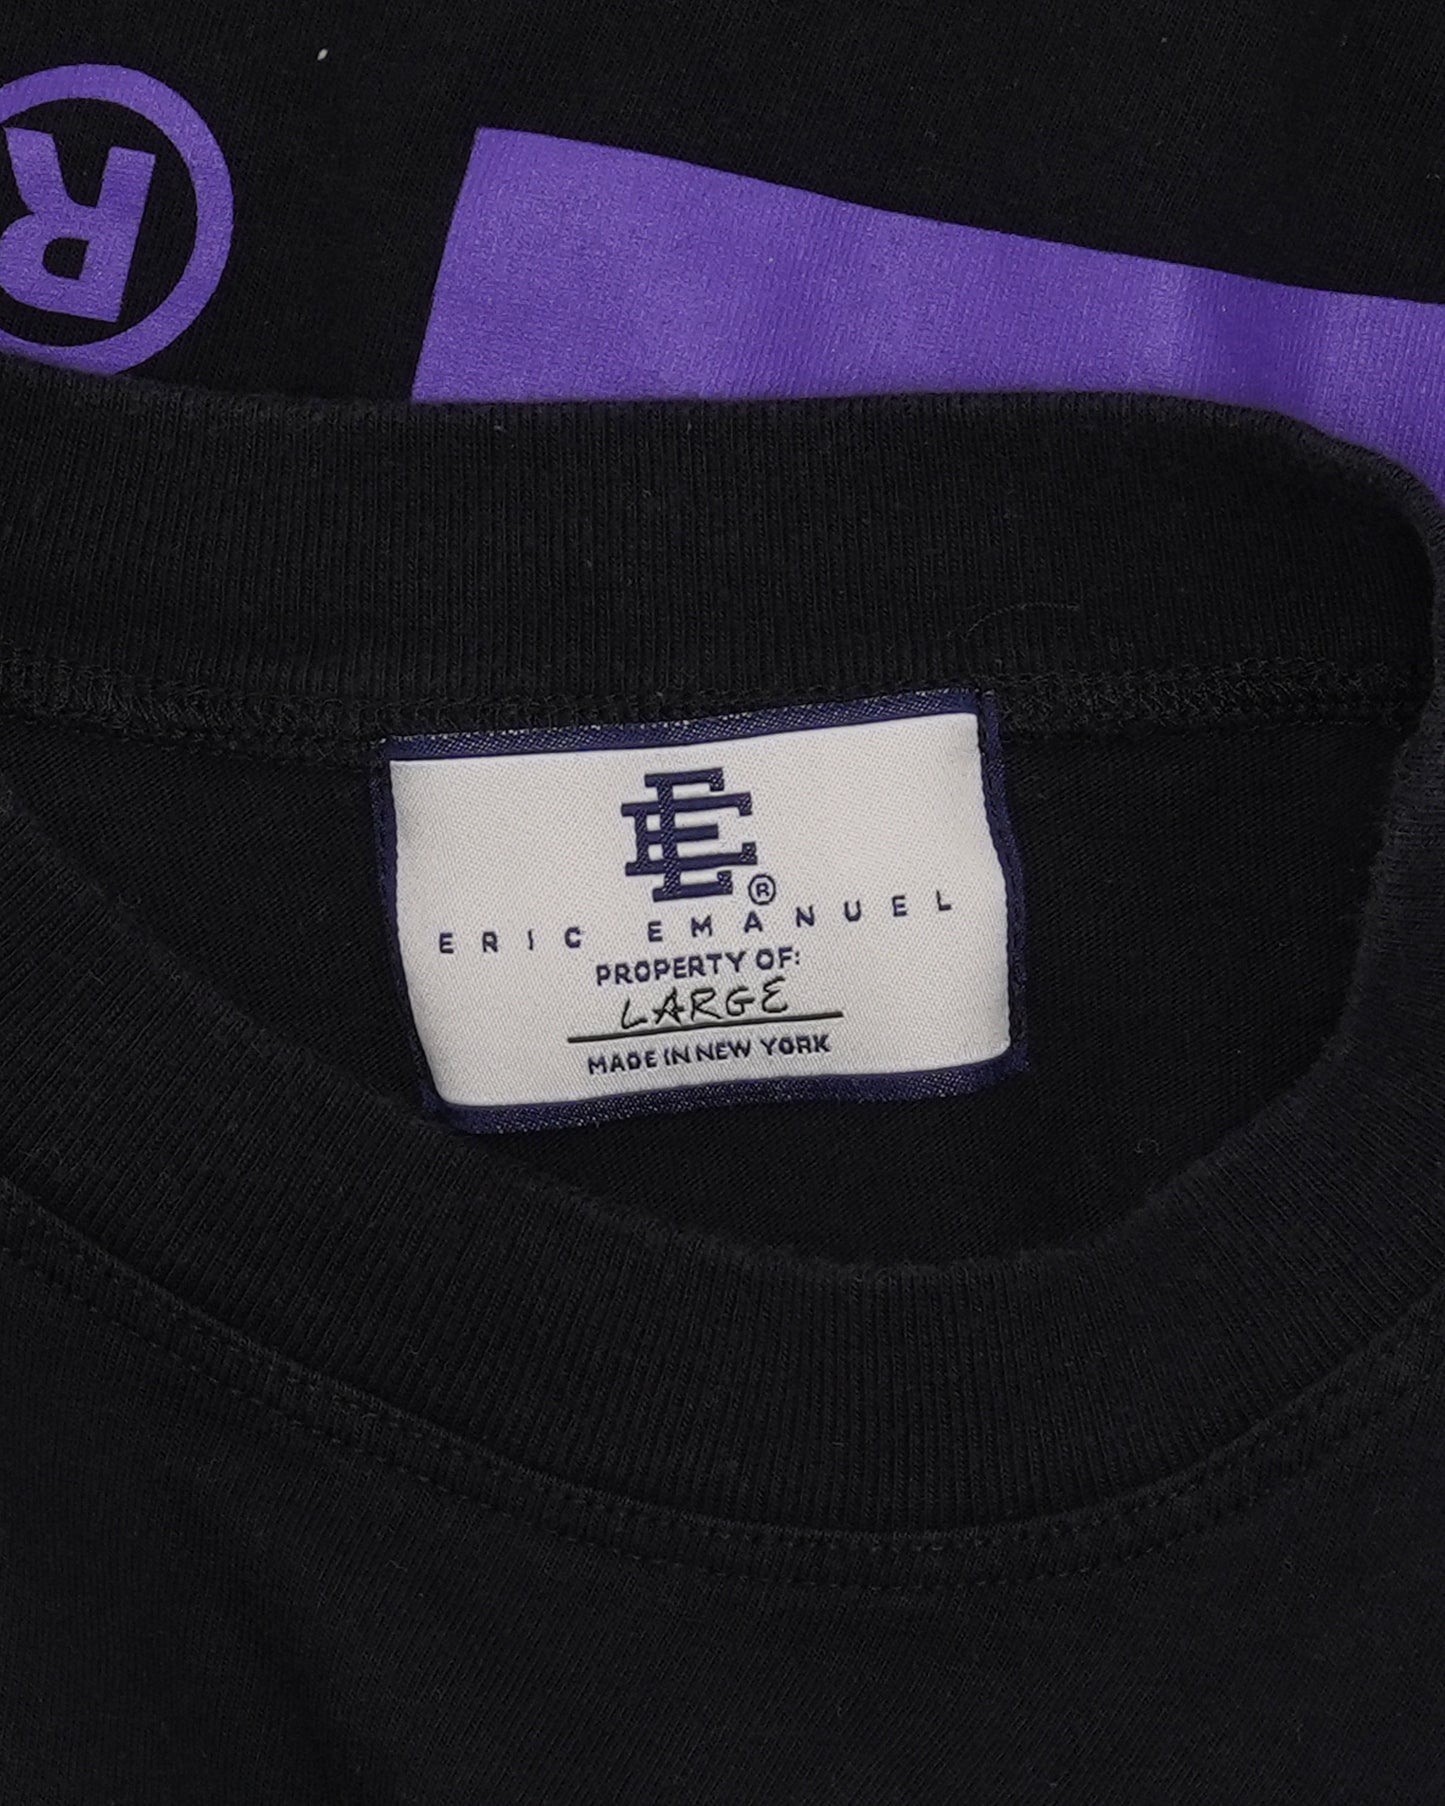 ®
EE®
ERIC EMANUEL
PROPERTY OF:
LARGE
MADE IN NEW YORK